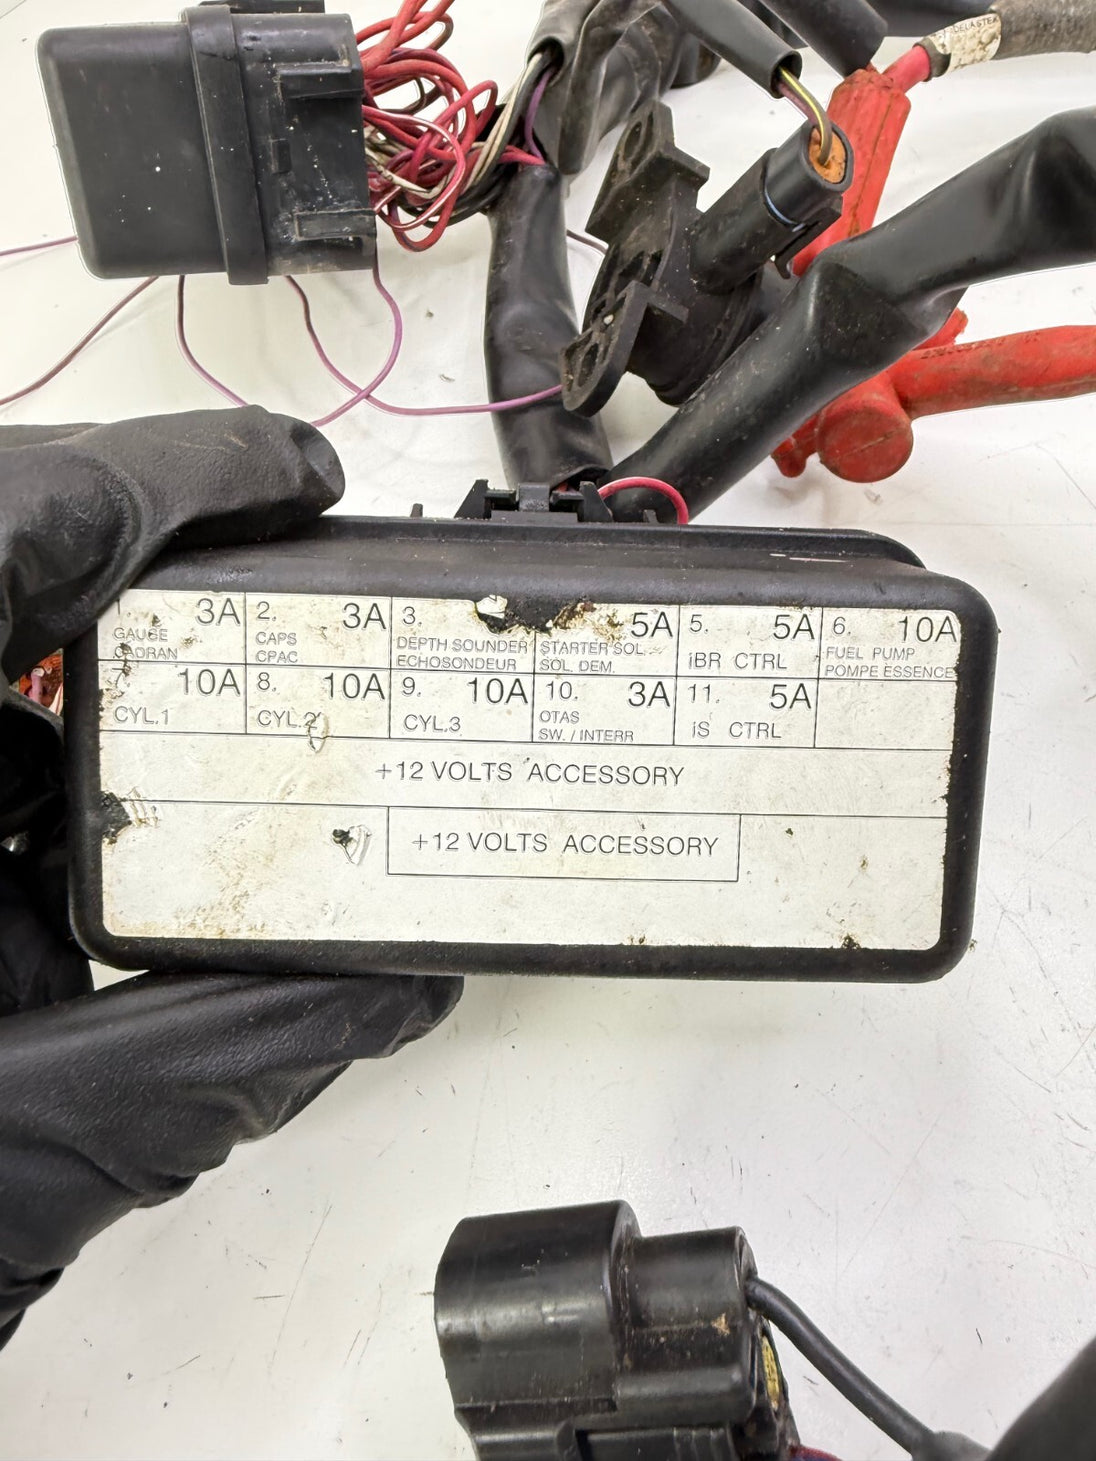 1. 3A
GAUGE
CADRAN
2. 3A
CAPS
CPAC
3.
DEPTH SOUNDER
ECHOSONDEUR
5A
STARTER SOL.
SOL. DEM.
5. 5A
iBR CTRL
6. 10A
FUEL PUMP
POMPE ESSENCE
7. 10A
CYL.1
8. 10A
CYL.2
9. 10A
CYL.3
10. 3A
OTAS
SW. / INTERR
11. 5A
iS CTRL
+12 VOLTS ACCESSORY
+12 VOLTS ACCESSORY